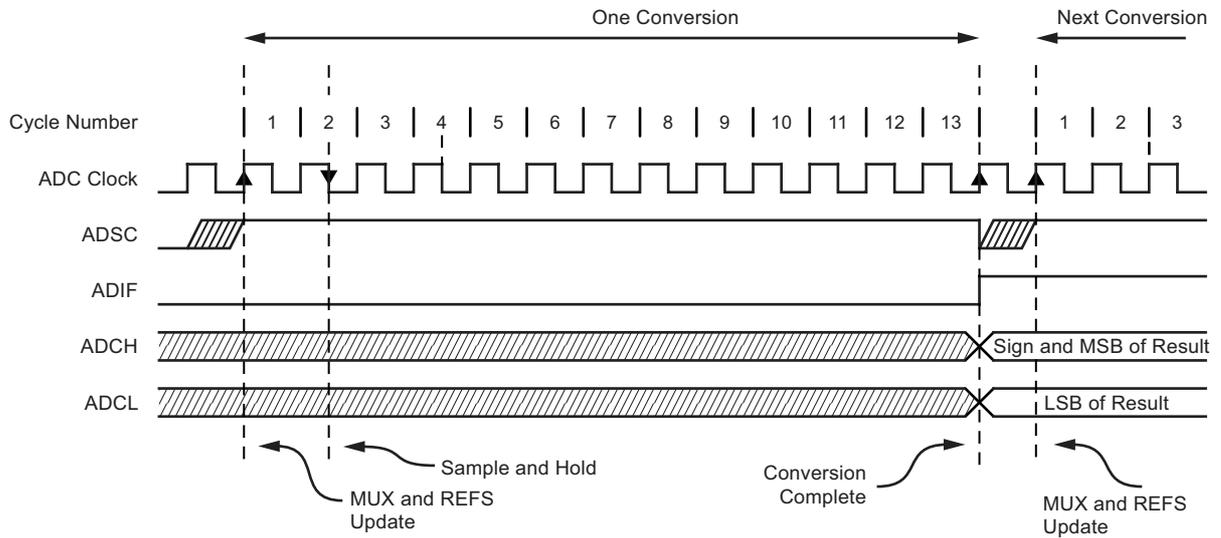 One Conversion
Next Conversion
Cycle Number
1 2 3 4 5 6 7 8 9 10 11 12 13 1 2 3
ADC Clock
ADSC
ADIF
ADCH
Sign and MSB of Result
ADCL
LSB of Result
Sample and Hold
MUX and REFS
Update
Conversion
Complete
MUX and REFS
Update